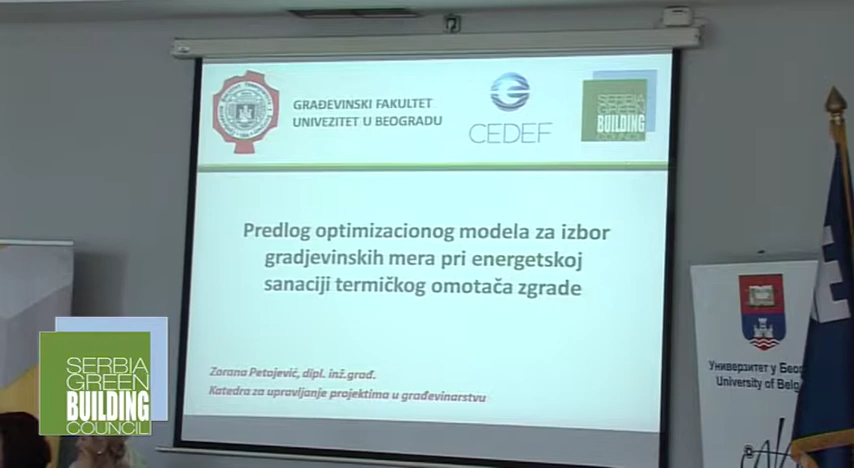 GRAĐEVINSKI FAKULTET
UNIVEZITET U BEOGRADU
CEDEF
SERBIA
GREEN
BUILDING
COUNCIL
Predlog optimizacionog modela za izbor
gradjevinskih mera pri energetskoj
sanaciji termičkog omotača zgrade
Zorana Petojević, dipl. inž.građ.
Katedra za upravljanje projektima u građevinarstvu
Универзитет у Беог
University of Belg
SERBIA
GREEN
BUILDING
COUNCIL